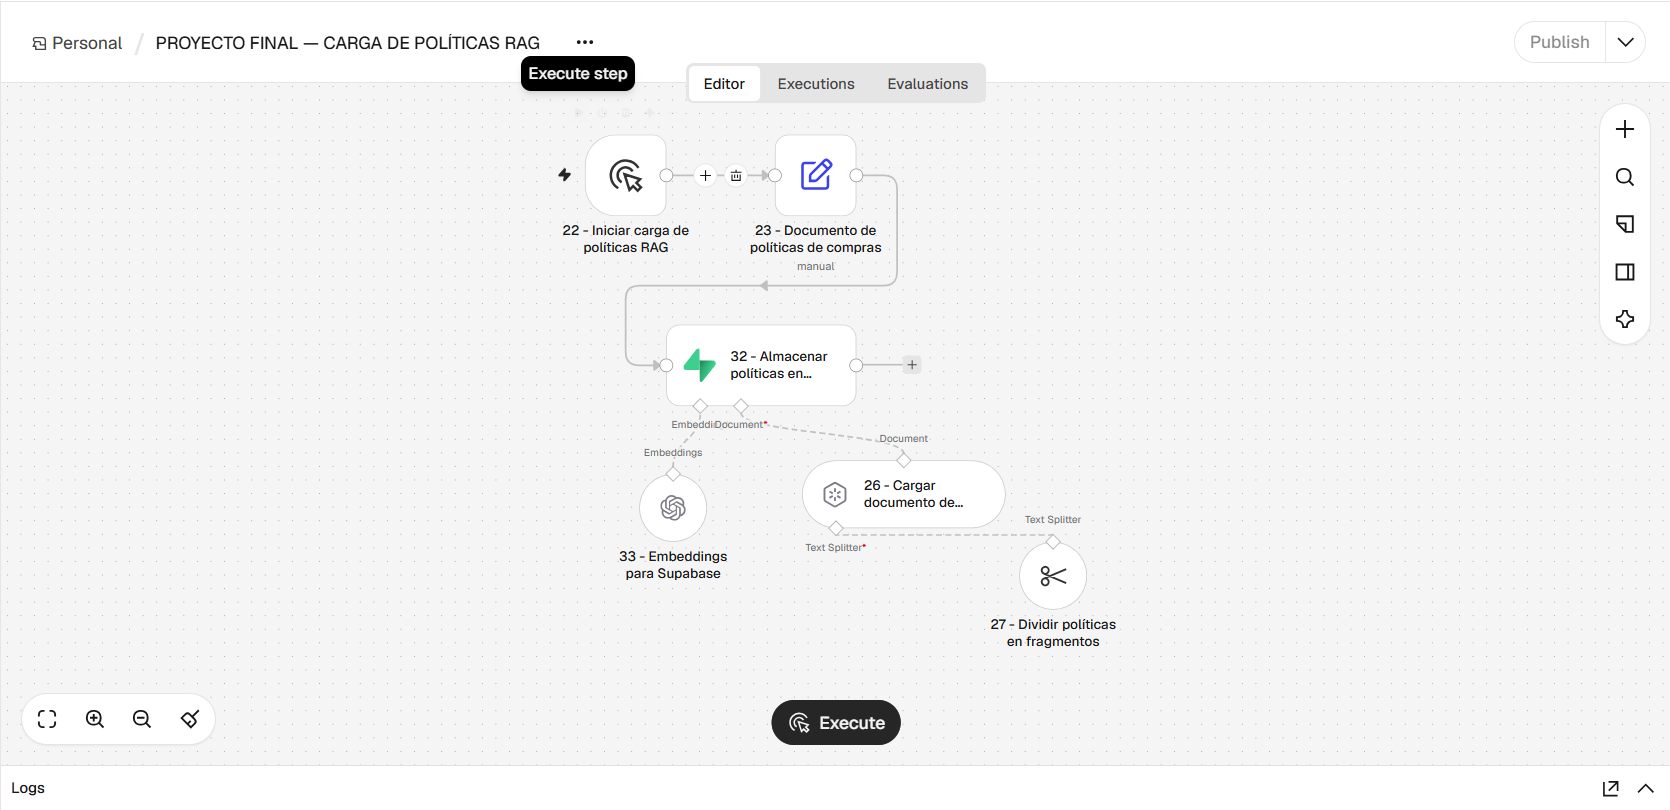 Personal / PROYECTO FINAL — CARGA DE POLÍTICAS RAG ...
Publish
Execute step
Editor Executions Evaluations
22 - Iniciar carga de
políticas RAG
23 - Documento de
políticas de compras
manual
32 - Almacenar
políticas en...
Document*
Embeddings
Document
26 - Cargar
documento de...
Text Splitter
Text Splitter*
33 - Embeddings
para Supabase
27 - Dividir políticas
en fragmentos
Execute
Logs